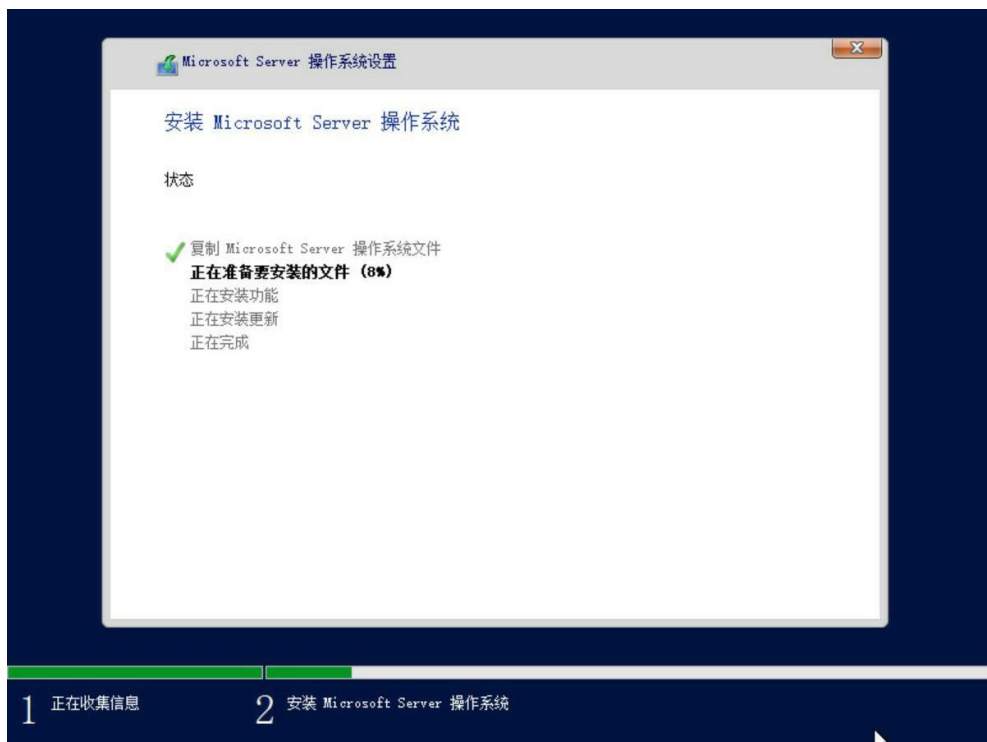 Microsoft Server 操作系统设置
安装 Microsoft Server 操作系统
状态
复制 Microsoft Server 操作系统文件
正在准备要安装的文件 (8%)
正在安装功能
正在安装更新
正在完成
1 正在收集信息
2 安装 Microsoft Server 操作系统